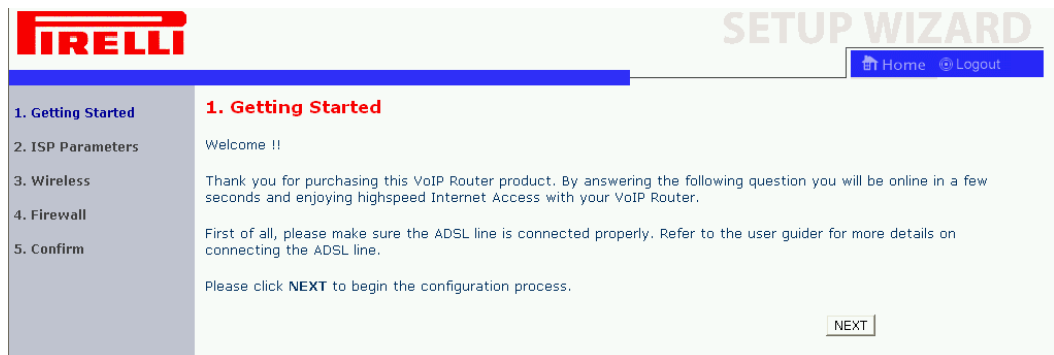 PIRELLI
SETUP WIZARD
Home Logout
1. Getting Started
2. ISP Parameters
3. Wireless
4. Firewall
5. Confirm
1. Getting Started
Welcome !!
Thank you for purchasing this VoIP Router product. By answering the following question you will be online in a few
seconds and enjoying highspeed Internet Access with your VoIP Router.
First of all, please make sure the ADSL line is connected properly. Refer to the user guider for more details on
connecting the ADSL line.
Please click NEXT to begin the configuration process.
NEXT